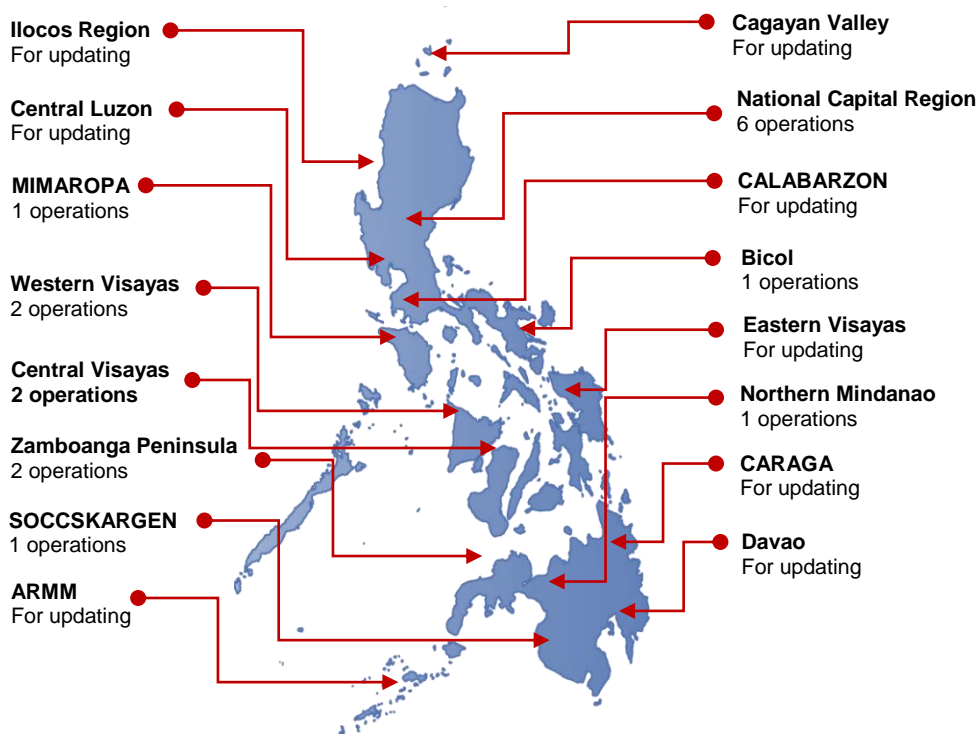 Ilocos Region
For updating
Central Luzon
For updating
MIMAROPA
1 operations
Western Visayas
2 operations
Central Visayas
2 operations
Zamboanga Peninsula
2 operations
SOCCSKARGEN
1 operations
ARMM
For updating
Cagayan Valley
For updating
National Capital Region
6 operations
CALABARZON
For updating
Bicol
1 operations
Eastern Visayas
For updating
Northern Mindanao
1 operations
CARAGA
For updating
Davao
For updating